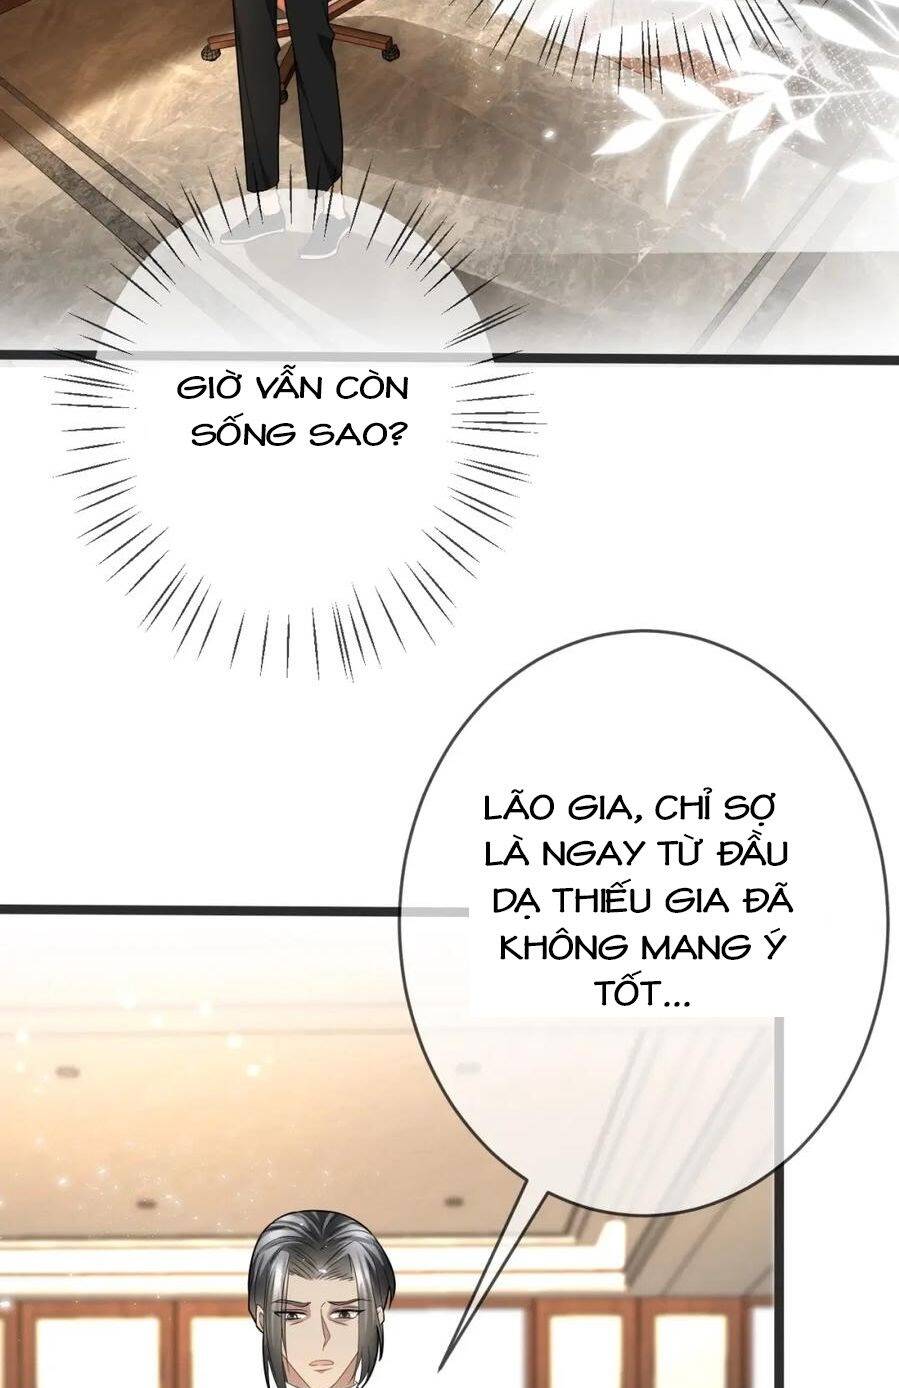 GIỜ VẪN CÒN
SỐNG SAO?
LÃO GIA, CHỈ SỢ
LÀ NGAY TỪ ĐẦU
DẠ THIẾU GIA ĐÃ
KHÔNG MANG Ý
TỐT...